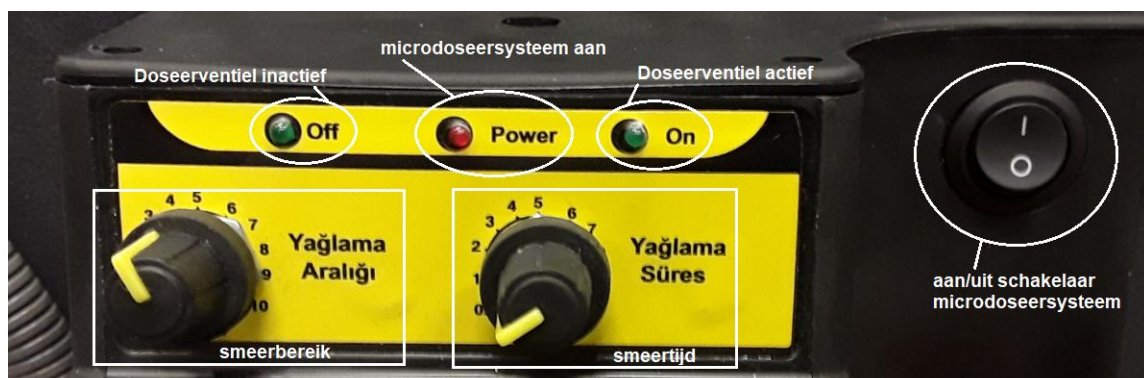 microdoseersysteem aan
Doseerventiel inactief
Doseerventiel actief
Off
Power
On
3 4 5 6 7 8 9 10
Yağlama
Aralığı
0 1 2 3 4 5 6 7
Yağlama
Süres
smeerbereik
smeertijd
I
O
aan/uit schakelaar
microdoseersysteem